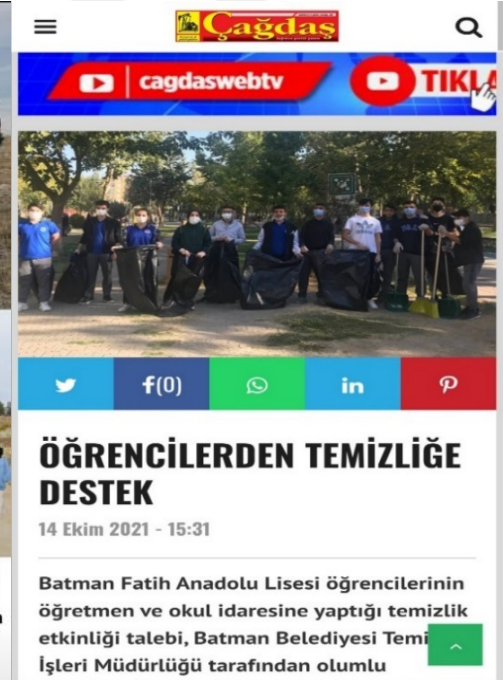 Çağdaş
cagdaswebtv
TIKLA
f(0)
in
ÖĞRENCİLERDEN TEMİZLİĞE
DESTEK
14 Ekim 2021 - 15:31
Batman Fatih Anadolu Lisesi öğrencilerinin
öğretmen ve okul idaresine yaptığı temizlik
etkinliği talebi, Batman Belediyesi Temi
İşleri Müdürlüğü tarafından olumlu